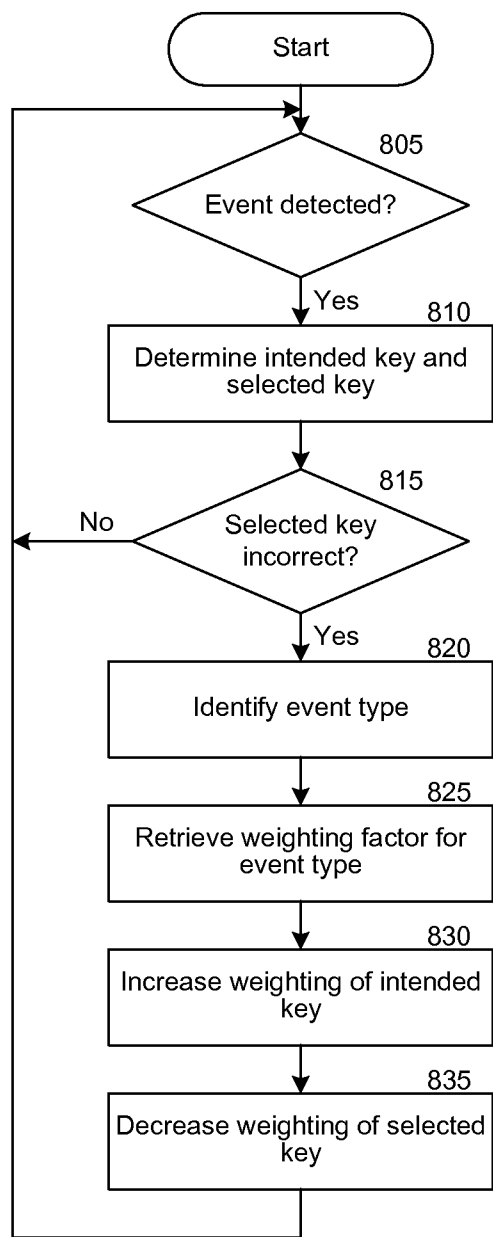 Start
805
Event detected?
Yes
810
Determine intended key and
selected key
815
No
Selected key
incorrect?
Yes
820
Identify event type
825
Retrieve weighting factor for
event type
830
Increase weighting of intended
key
835
Decrease weighting of selected
key